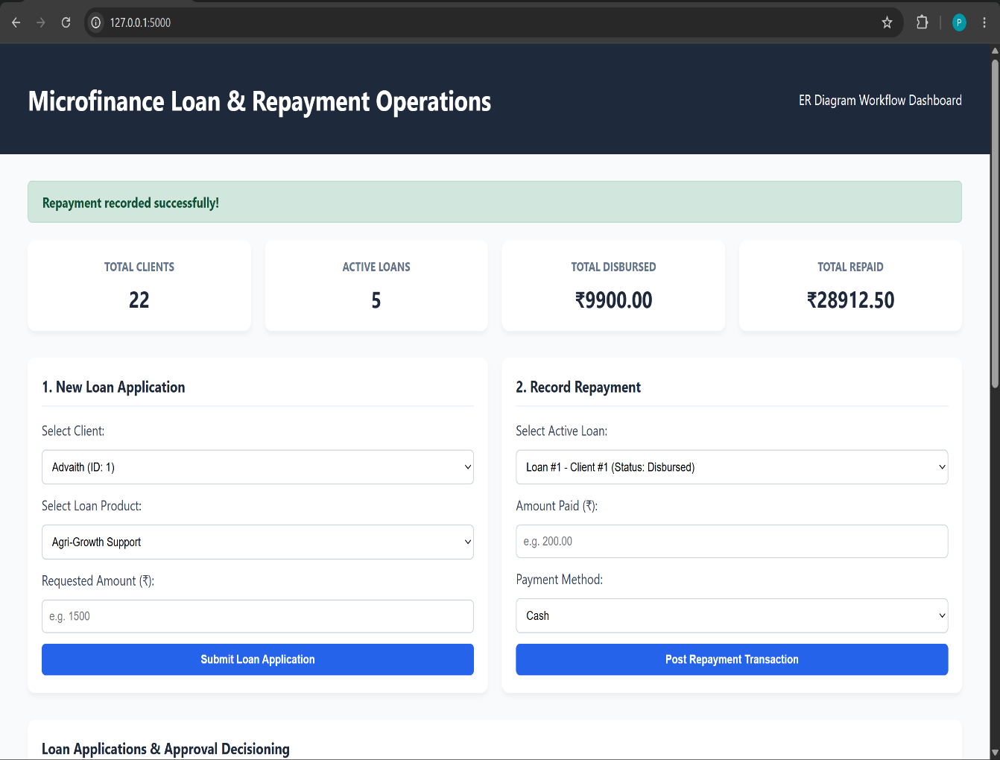 127.0.0.1:5000
P
Microfinance Loan & Repayment Operations
ER Diagram Workflow Dashboard
Repayment recorded successfully!
TOTAL CLIENTS
22
ACTIVE LOANS
5
TOTAL DISBURSED
₹9900.00
TOTAL REPAID
₹28912.50
1. New Loan Application
Select Client:
Advaith (ID: 1)
Select Loan Product:
Agri-Growth Support
Requested Amount (₹):
e.g. 1500
Submit Loan Application
2. Record Repayment
Select Active Loan:
Loan #1 - Client #1 (Status: Disbursed)
Amount Paid (₹):
e.g. 200.00
Payment Method:
Cash
Post Repayment Transaction
Loan Applications & Approval Decisioning